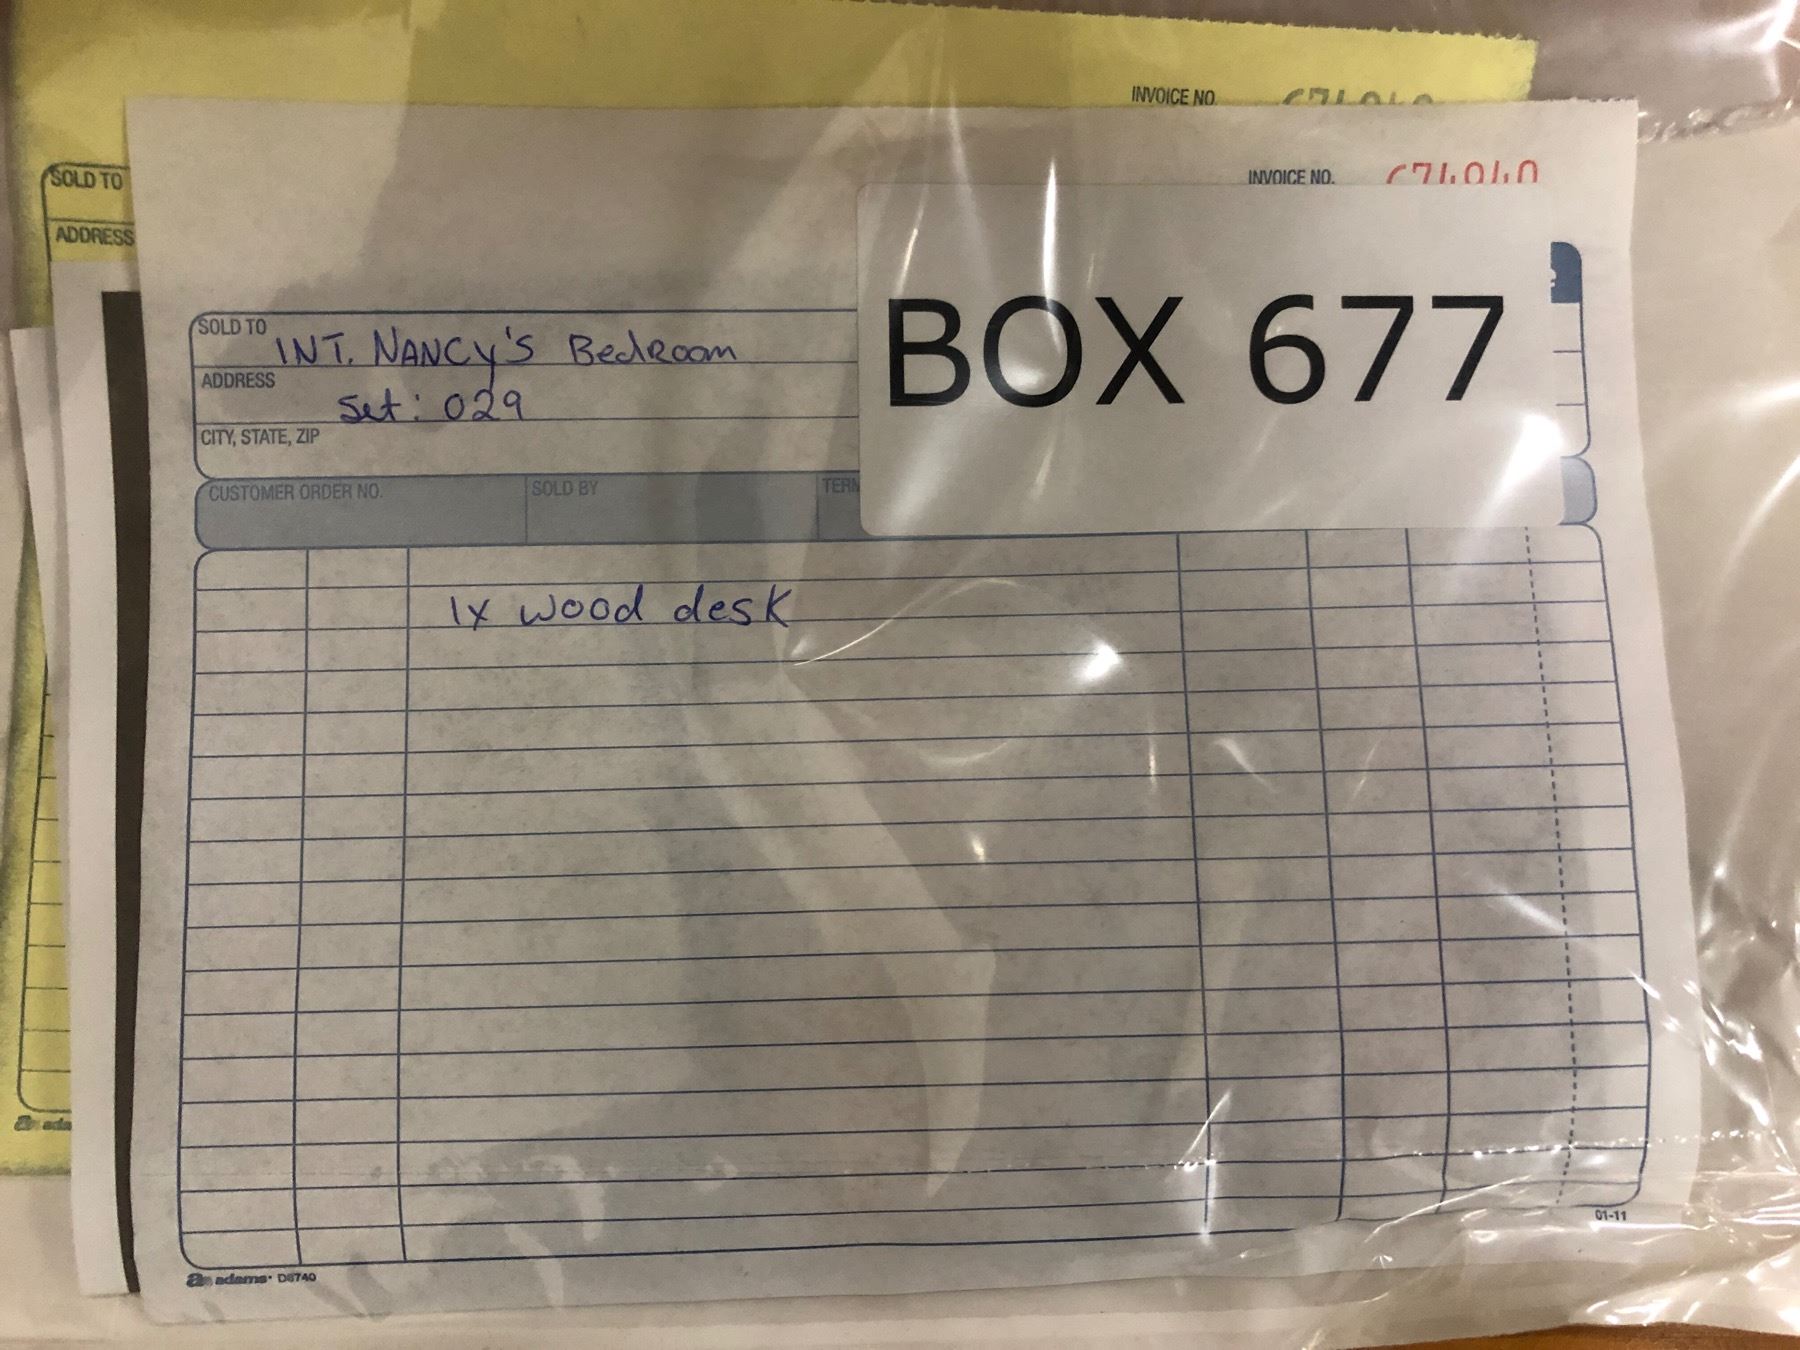 INVOICE NO.
SOLD TO
ADDRESS
INVOICE NO.
BOX 677
SOLD TO INT. NANCY'S BedRoom
ADDRESS Set: 029
CITY, STATE, ZIP
CUSTOMER ORDER NO. SOLD BY
1x wood desk
01-11
adams D8740